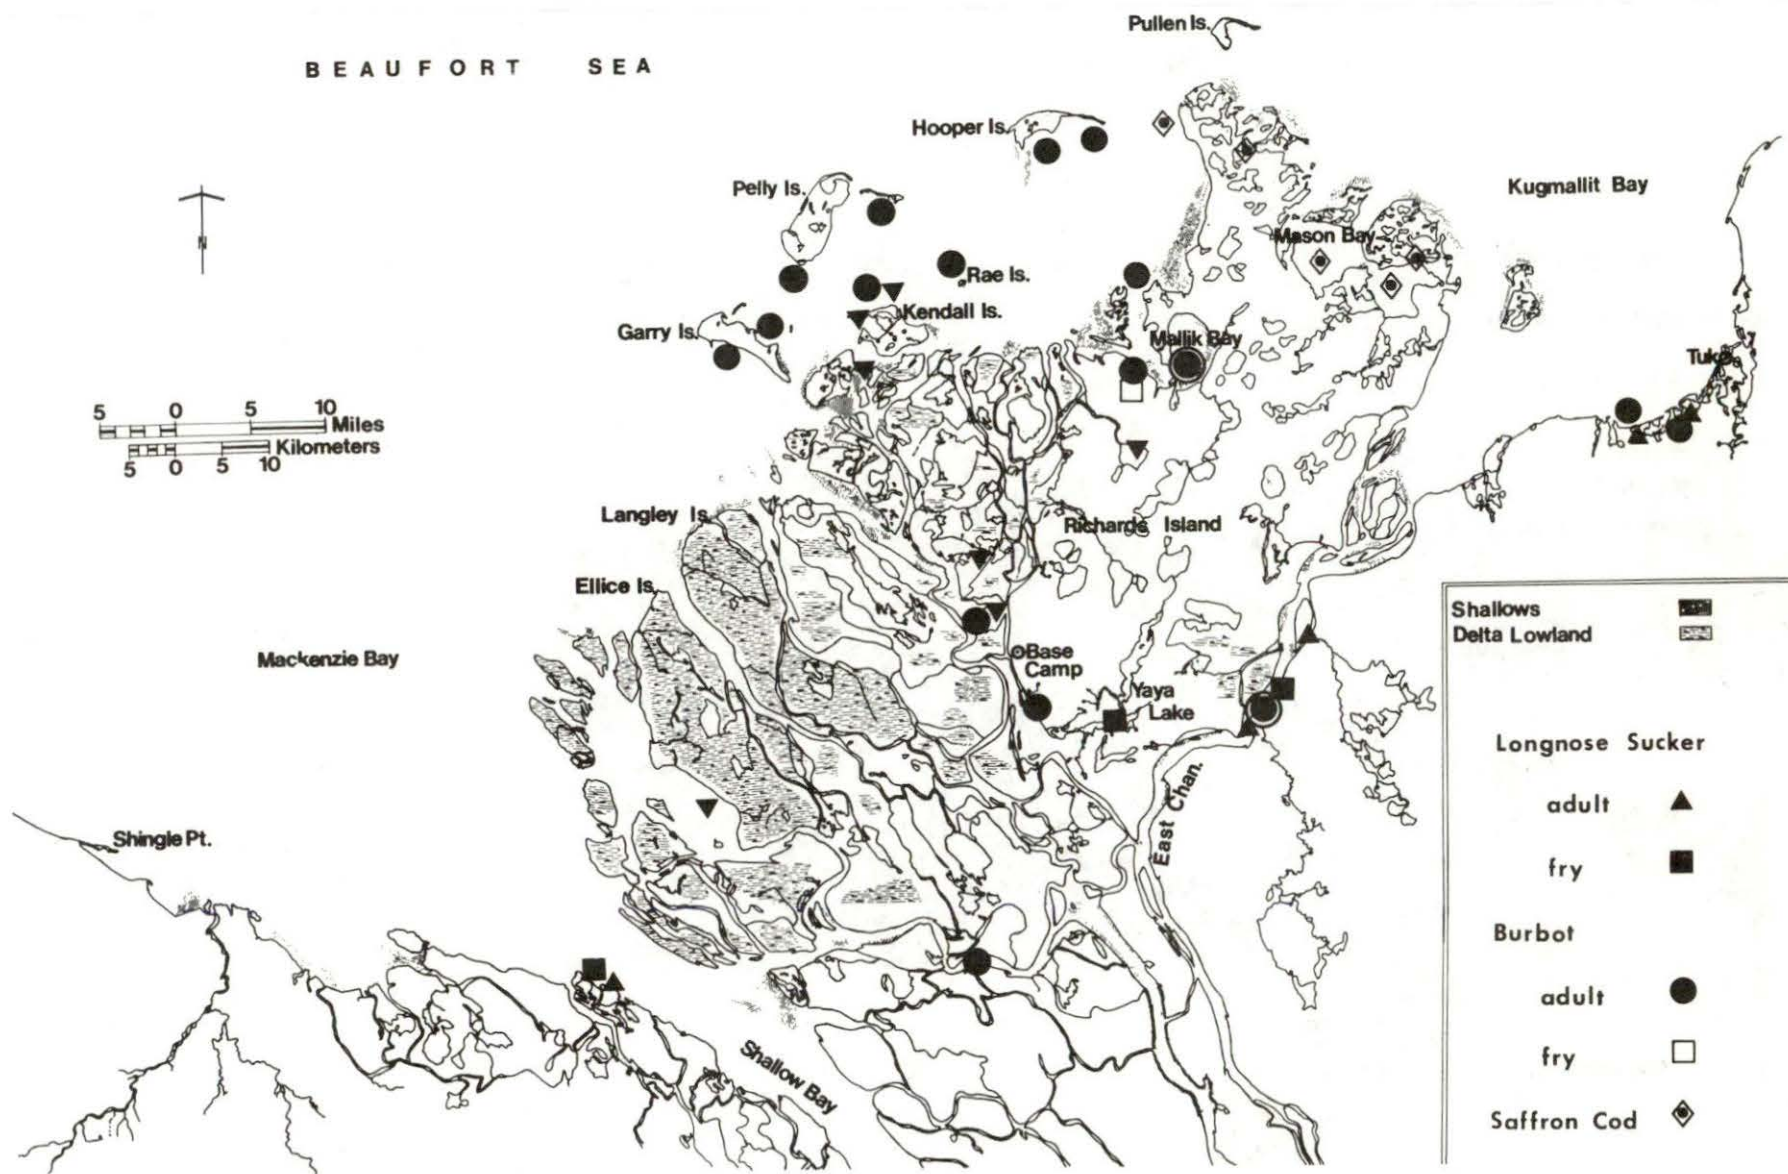 Pullen Is.
BEAUFORT SEA
Hooper Is.
Pelly Is.
Kugmallit Bay
N
Mason Bay
Rae Is.
Kendall Is.
Garry Is.
Mallik Bay
Tuk
5 0 5 10
Miles
Kilometers
5 0 5 10
Langley Is.
Richards Island
Ellice Is.
Shallows
Delta Lowland
Mackenzie Bay
Base
Camp
Yaya
Lake
Longnose Sucker
East Chan.
adult
Shingle Pt.
fry
Burbot
adult
fry
Shallow Bay
Saffron Cod